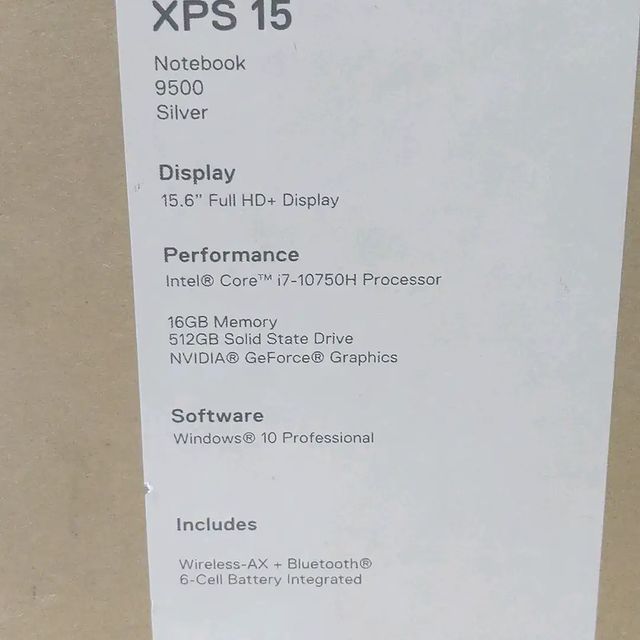 XPS 15
Notebook
9500
Silver
Display
15.6" Full HD+ Display
Performance
Intel® Core™ i7-10750H Processor
16GB Memory
512GB Solid State Drive
NVIDIA® GeForce® Graphics
Software
Windows® 10 Professional
Includes
Wireless-AX + Bluetooth®
6-Cell Battery Integrated